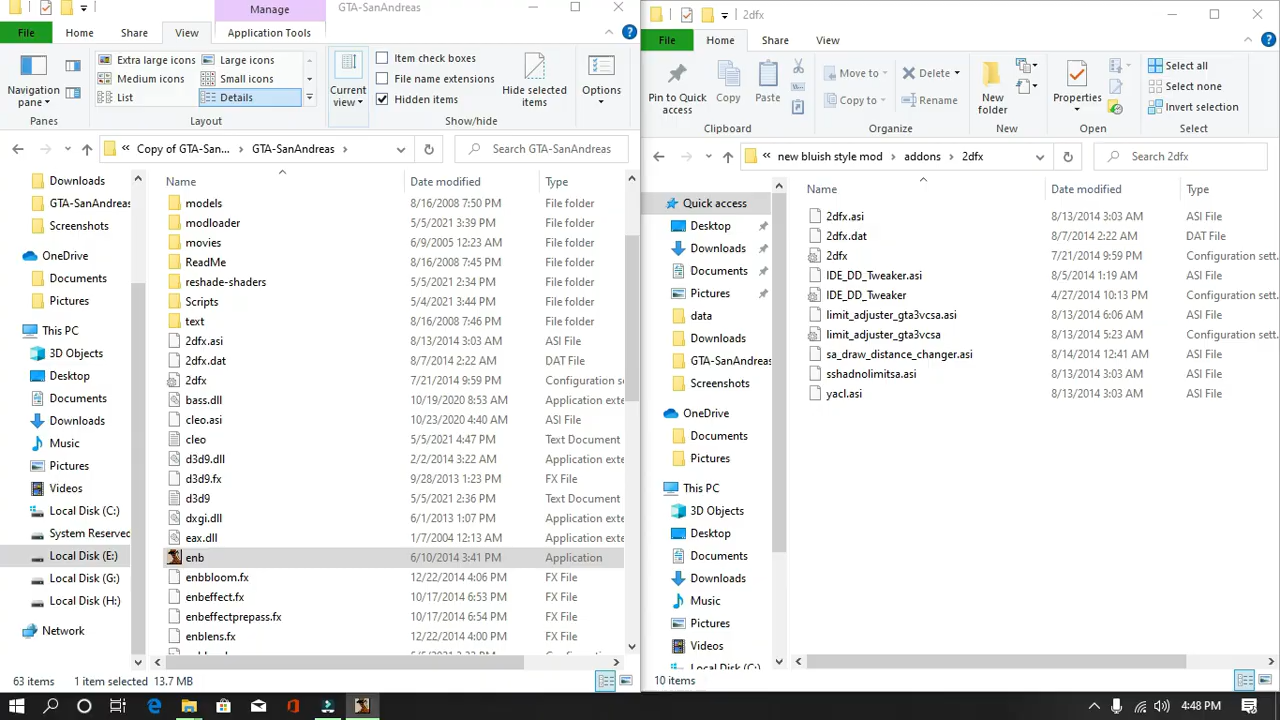 Manage
GTA-SanAndreas
File
Home
Share
View
Application Tools
Navigation pane
Extra large icons
Large icons
Medium icons
Small icons
List
Details
Current view
Item check boxes
File name extensions
Hidden items
Hide selected items
Options
Panes
Layout
Show/hide
« Copy of GTA-San... > GTA-SanAndreas >
Search GTA-SanAndreas
Downloads
GTA-SanAndreas
Screenshots
OneDrive
Documents
Pictures
This PC
3D Objects
Desktop
Documents
Downloads
Music
Pictures
Videos
Local Disk (C:)
System Reserved
Local Disk (E:)
Local Disk (G:)
Local Disk (H:)
Network
Name Date modified Type
models 8/16/2008 7:50 PM File folder
modloader 5/5/2021 3:39 PM File folder
movies 6/9/2005 12:23 AM File folder
ReadMe 8/16/2008 7:45 PM File folder
reshade-shaders 5/5/2021 2:34 PM File folder
Scripts 5/4/2021 3:44 PM File folder
text 8/16/2008 7:46 PM File folder
2dfx.asi 8/13/2014 3:03 AM ASI File
2dfx.dat 8/7/2014 2:22 AM DAT File
2dfx 7/21/2014 9:59 PM Configuration s
bass.dll 10/19/2020 8:53 AM Application exte
cleo.asi 10/23/2020 4:40 AM ASI File
cleo 5/5/2021 4:47 PM Text Document
d3d9.dll 2/2/2014 3:22 AM Application exte
d3d9.fx 9/28/2013 1:23 PM FX File
d3d9 5/5/2021 2:36 PM Text Document
dxgi.dll 6/1/2013 1:07 PM Application exte
eax.dll 1/7/2004 12:13 AM Application exte
enb 6/10/2014 3:41 PM Application
enbbloom.fx 12/22/2014 4:06 PM FX File
enbeffect.fx 10/17/2014 6:53 PM FX File
enbeffectprepass.fx 10/17/2014 6:54 PM FX File
enblens.fx 12/22/2014 4:00 PM FX File
63 items 1 item selected 13.7 MB
2dfx
File
Home
Share
View
Pin to Quick access
Copy
Paste
Move to
Copy to
Delete
Rename
New folder
Properties
Select all
Select none
Invert selection
Clipboard
Organize
New
Open
Select
« new bluish style mod > addons > 2dfx
Search 2dfx
Quick access
Desktop
Downloads
Documents
Pictures
data
Downloads
GTA-SanAndreas
Screenshots
OneDrive
Documents
Pictures
This PC
3D Objects
Desktop
Documents
Downloads
Music
Pictures
Videos
Local Disk (C:)
Name Date modified Type
2dfx.asi 8/13/2014 3:03 AM ASI File
2dfx.dat 8/7/2014 2:22 AM DAT File
2dfx 7/21/2014 9:59 PM Configuration sett.
IDE_DD_Tweaker.asi 8/5/2014 1:19 AM ASI File
IDE_DD_Tweaker 4/27/2014 10:13 PM Configuration sett.
limit_adjuster_gta3vcsa.asi 8/13/2014 6:06 AM ASI File
limit_adjuster_gta3vcsa 8/13/2014 5:23 AM Configuration sett.
sa_draw_distance_changer.asi 8/14/2014 12:41 AM ASI File
sshadnolimitsa.asi 8/13/2014 3:03 AM ASI File
yacl.asi 8/13/2014 3:03 AM ASI File
10 items
4:48 PM